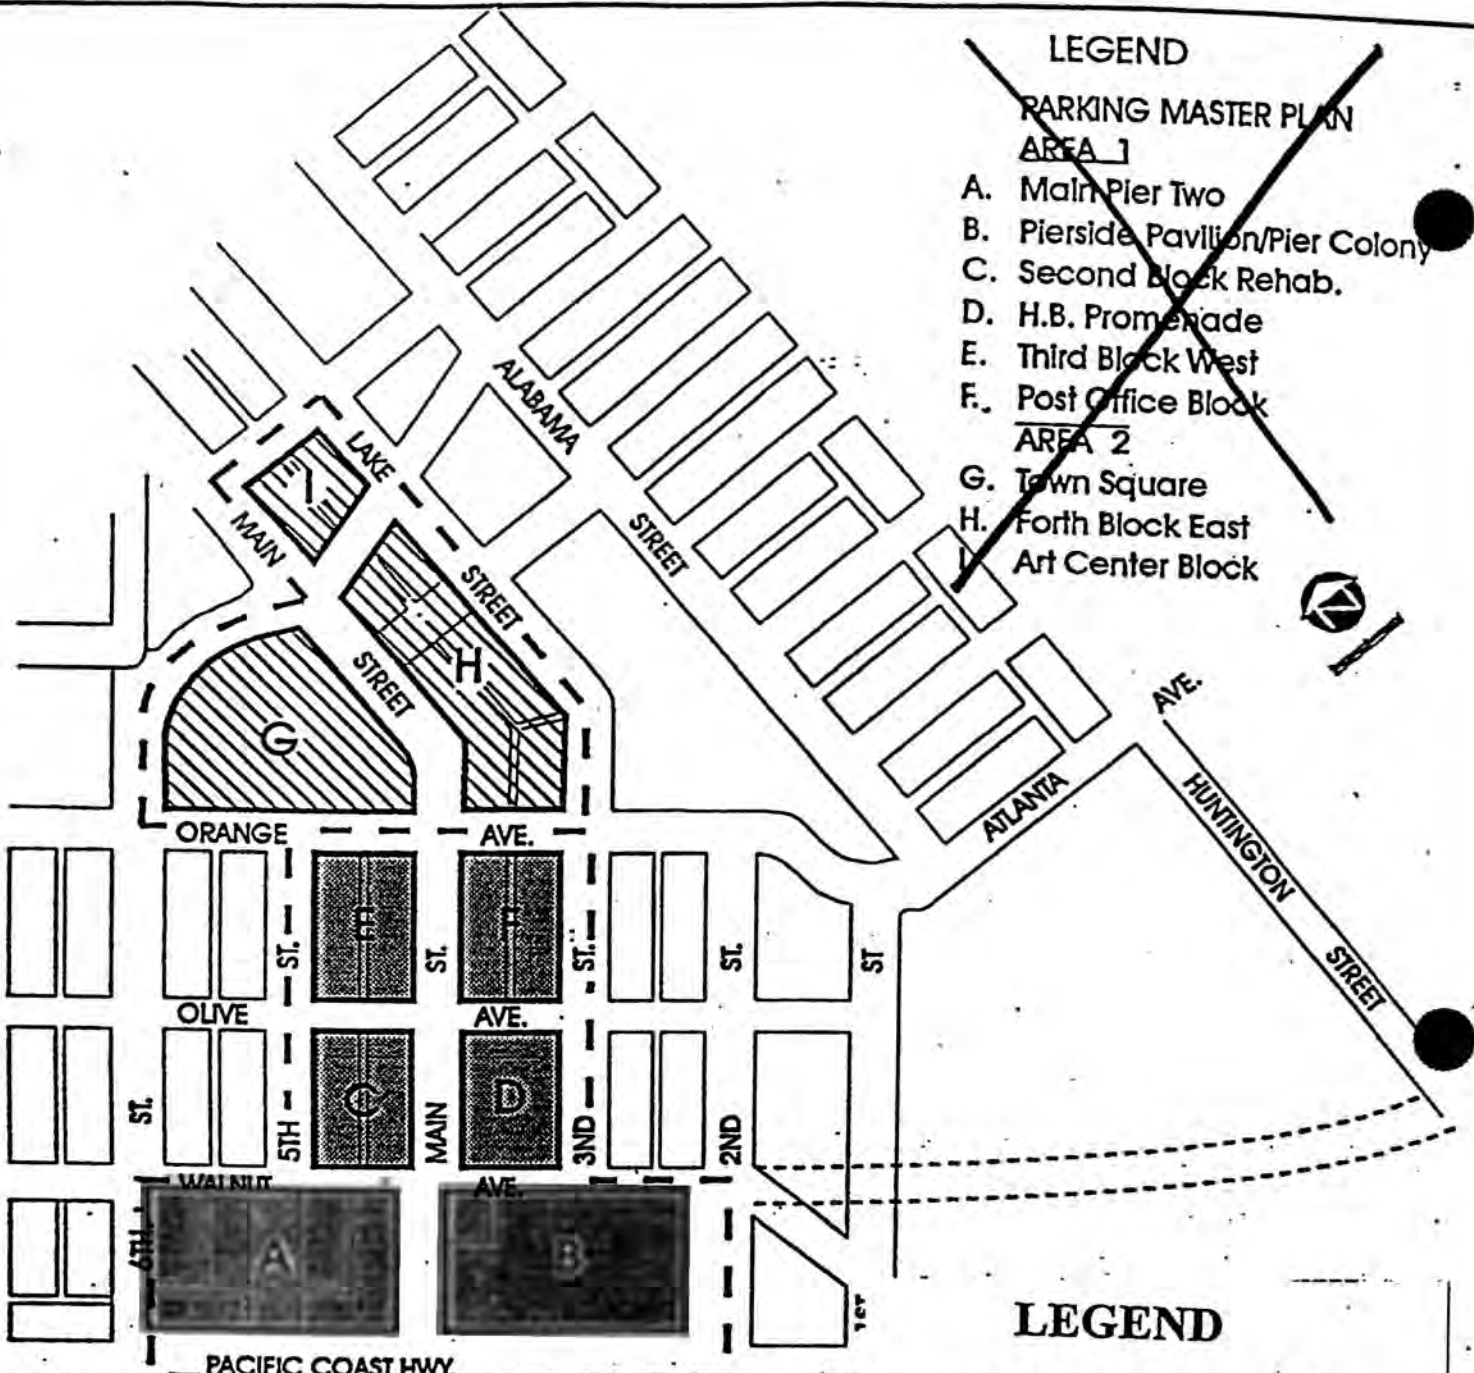 LEGEND
PARKING MASTER PLAN
AREA 1
A. Main Pier Two
B. Pierside Pavilion/Pier Colony
C. Second Block Rehab.
D. H.B. Promenade
E. Third Block West
F. Post Office Block
AREA 2
G. Town Square
H. Forth Block East
I. Art Center Block
ALABAMA
STREET
LAKE
STREET
MAIN
STREET
I
H
G
AVE.
ATLANTA
HUNTINGTON
STREET
ORANGE
AVE.
E
F
ST.
ST.
ST.
ST.
ST
OLIVE
AVE.
C
D
ST.
5TH
MAIN
3ND
2ND
WALNUT
AVE.
6TH
A
B
1ST
PACIFIC COAST HWY
LEGEND